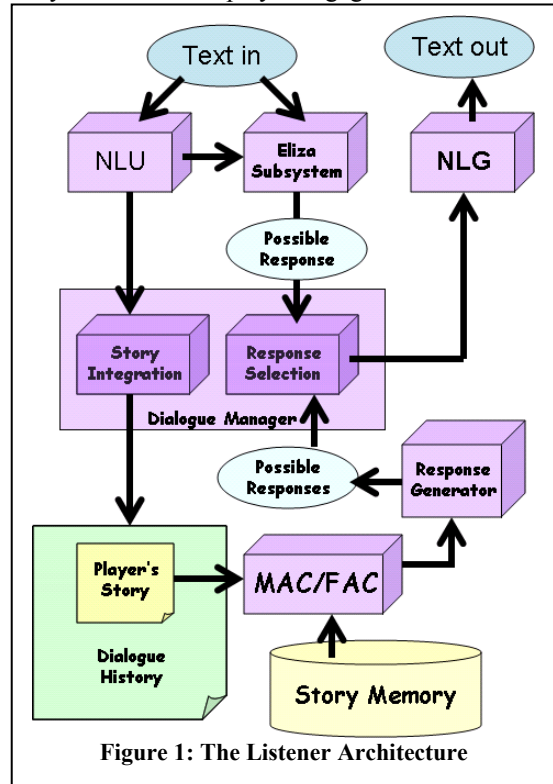 Text in
Text out
NLU
Eliza
Subsystem
NLG
Possible
Response
Story
Integration
Response
Selection
Dialogue Manager
Possible
Responses
Response
Generator
Player's
Story
MAC/FAC
Dialogue
History
Story Memory
Figure 1: The Listener Architecture